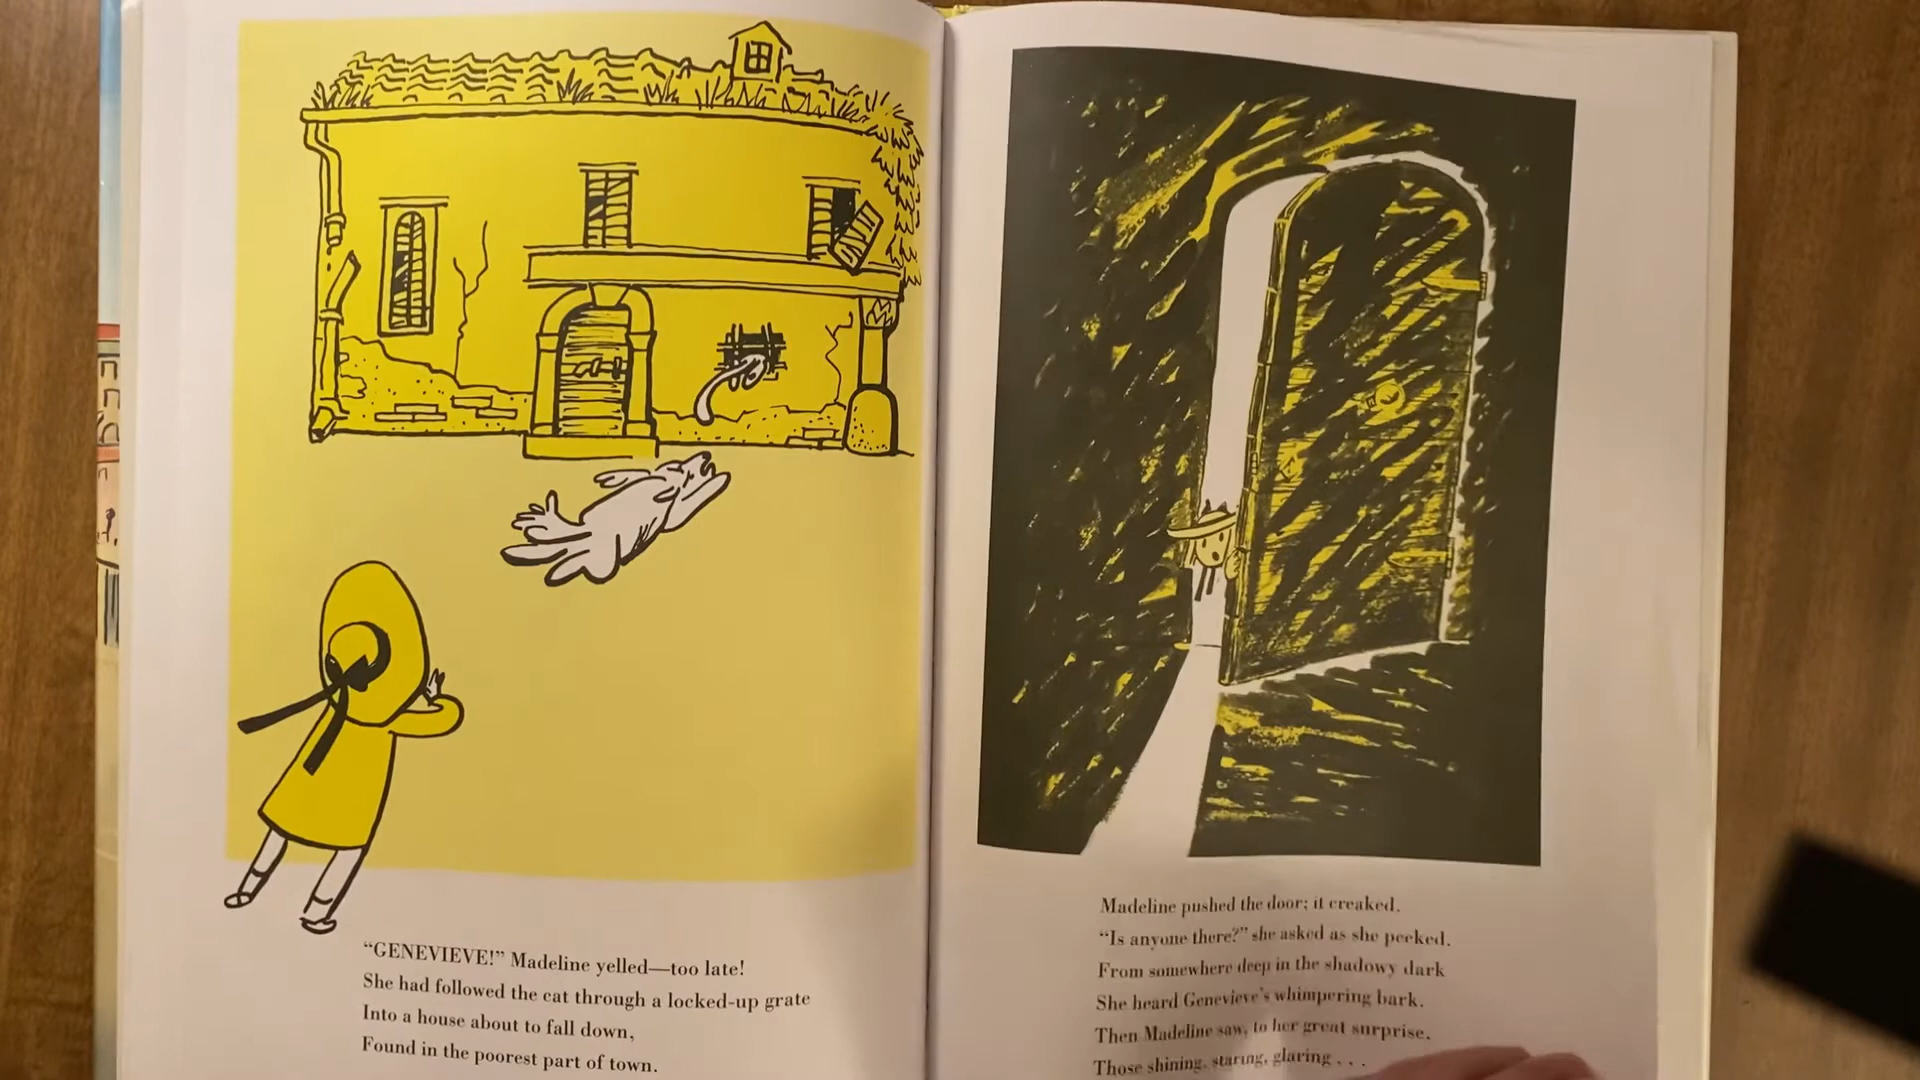 “GENEVIEVE!” Madeline yelled—too late!
She had followed the cat through a locked-up grate
Into a house about to fall down,
Found in the poorest part of town.
Madeline pushed the door; it creaked.
“Is anyone there?” she asked as she peeked.
From somewhere deep in the shadowy dark
She heard Genevieve’s whimpering bark.
Then Madeline saw, to her great surprise,
Those shining, staring, glaring . . .